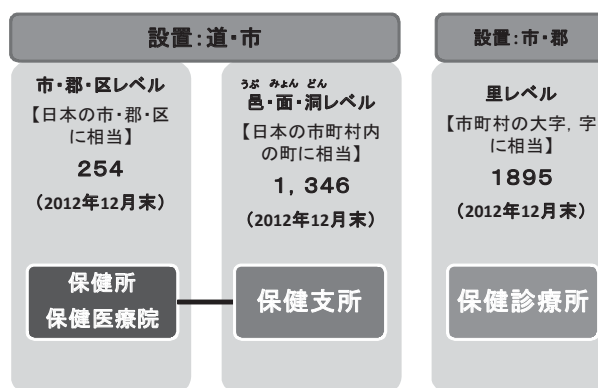 設置:道・市
市・郡・区レベル
【日本の市・郡・区
に相当】
254
(2012年12月末)
保健所
保健医療院
うぷ みょん どん
邑・面・洞レベル
【日本の市町村内
の町に相当】
1,346
(2012年12月末)
保健支所
設置:市・郡
里レベル
【市町村の大字,字
に相当】
1895
(2012年12月末)
保健診療所